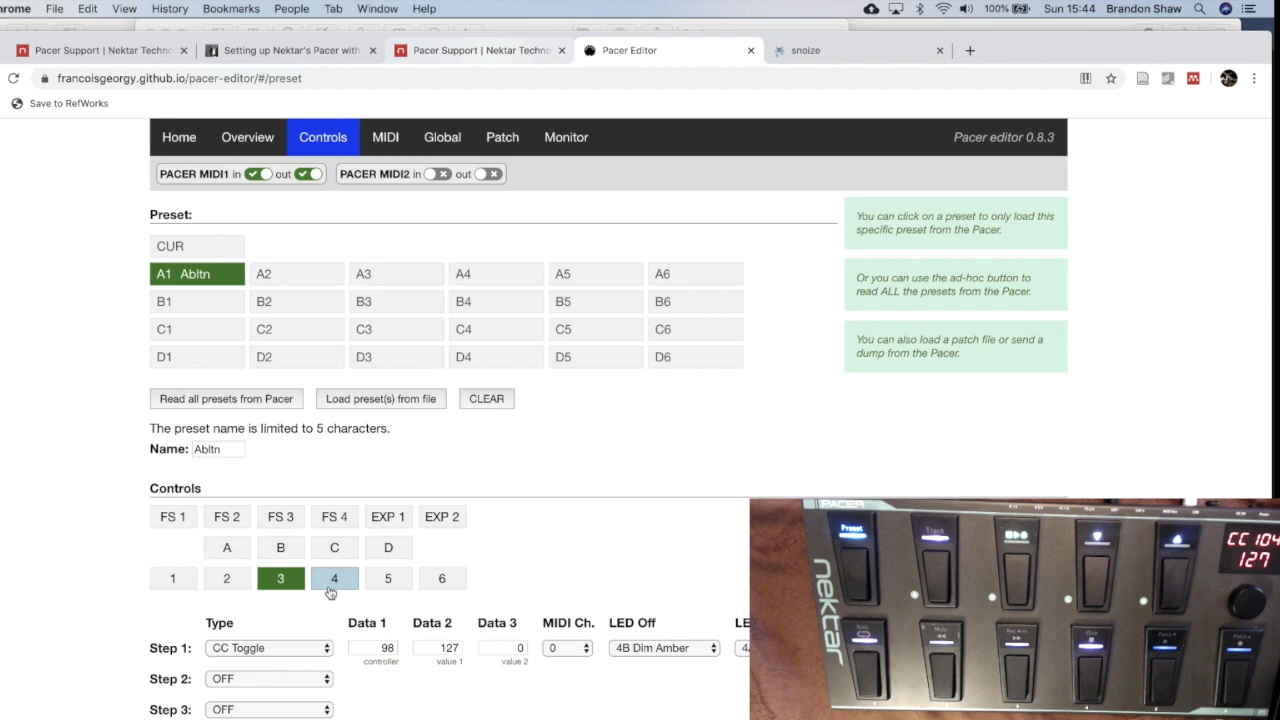 hrome File Edit View History Bookmarks People Tab Window Help 100% Sun 15:44 Brandon Shaw
Pacer Support | Nektar Techno Setting up Nektar's Pacer with Pacer Support | Nektar Techno Pacer Editor snoize
francoisgeorgy.github.io/pacer-editor/#/preset
Save to RefWorks
Home Overview Controls MIDI Global Patch Monitor Pacer editor 0.8.3
PACER MIDI1 in out PACER MIDI2 in out
Preset:
You can click on a preset to only load this
specific preset from the Pacer.
CUR
A1 Abltn A2 A3 A4 A5 A6
Or you can use the ad-hoc button to
read ALL the presets from the Pacer.
B1 B2 B3 B4 B5 B6
C1 C2 C3 C4 C5 C6
You can also load a patch file or send a
dump from the Pacer.
D1 D2 D3 D4 D5 D6
Read all presets from Pacer Load preset(s) from file CLEAR
The preset name is limited to 5 characters.
Name: Abltn
Controls
FS 1 FS 2 FS 3 FS 4 EXP 1 EXP 2
A B C D
1 2 3 4 5 6
Type Data 1 Data 2 Data 3 MIDI Ch. LED Off LE
Step 1: CC Toggle 98 127 0 0 4B Dim Amber 4
controller value 1 value 2
Step 2: OFF
Step 3: OFF
PACER
Preset Track
CC 104
127
nektar
Mute